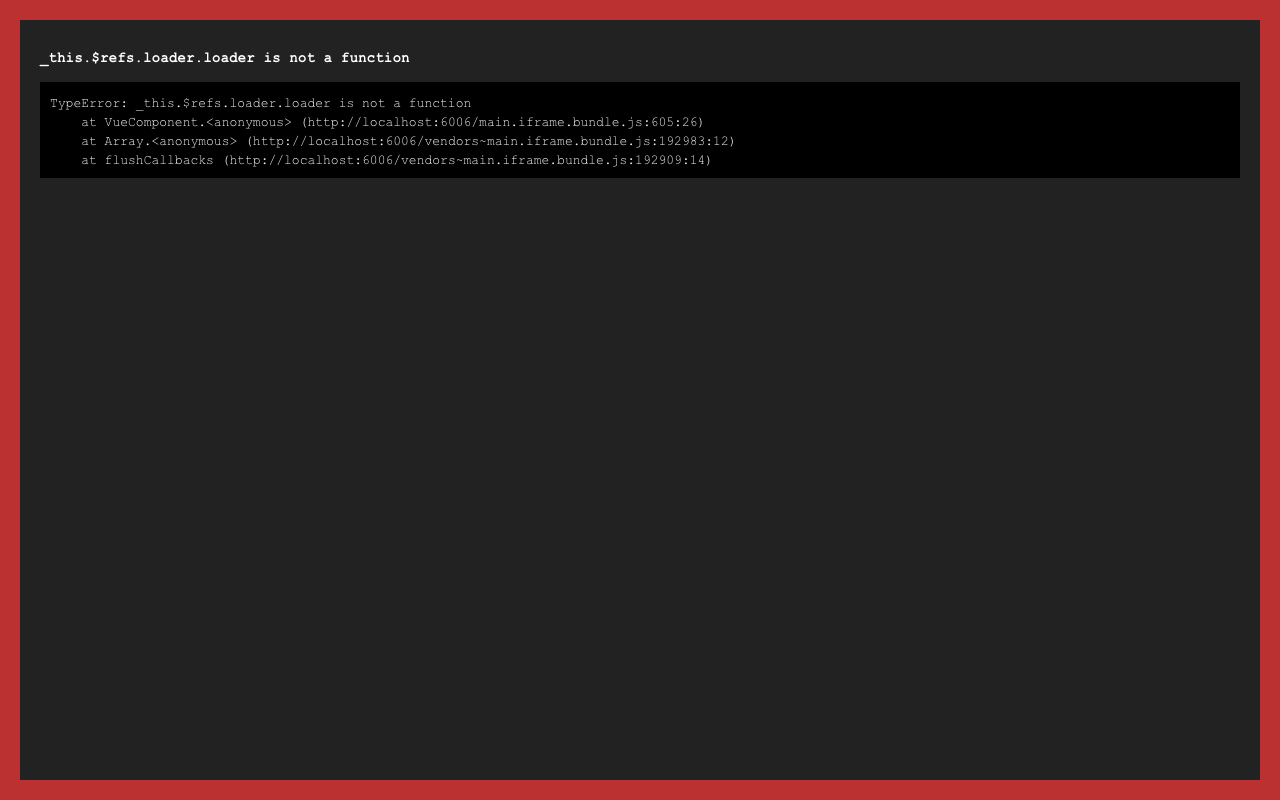 _this.$refs.loader.loader is not a function
TypeError: _this.$refs.loader.loader is not a function
    at VueComponent.<anonymous> (http://localhost:6006/main.iframe.bundle.js:605:26)
    at Array.<anonymous> (http://localhost:6006/vendors~main.iframe.bundle.js:192983:12)
    at flushCallbacks (http://localhost:6006/vendors~main.iframe.bundle.js:192909:14)